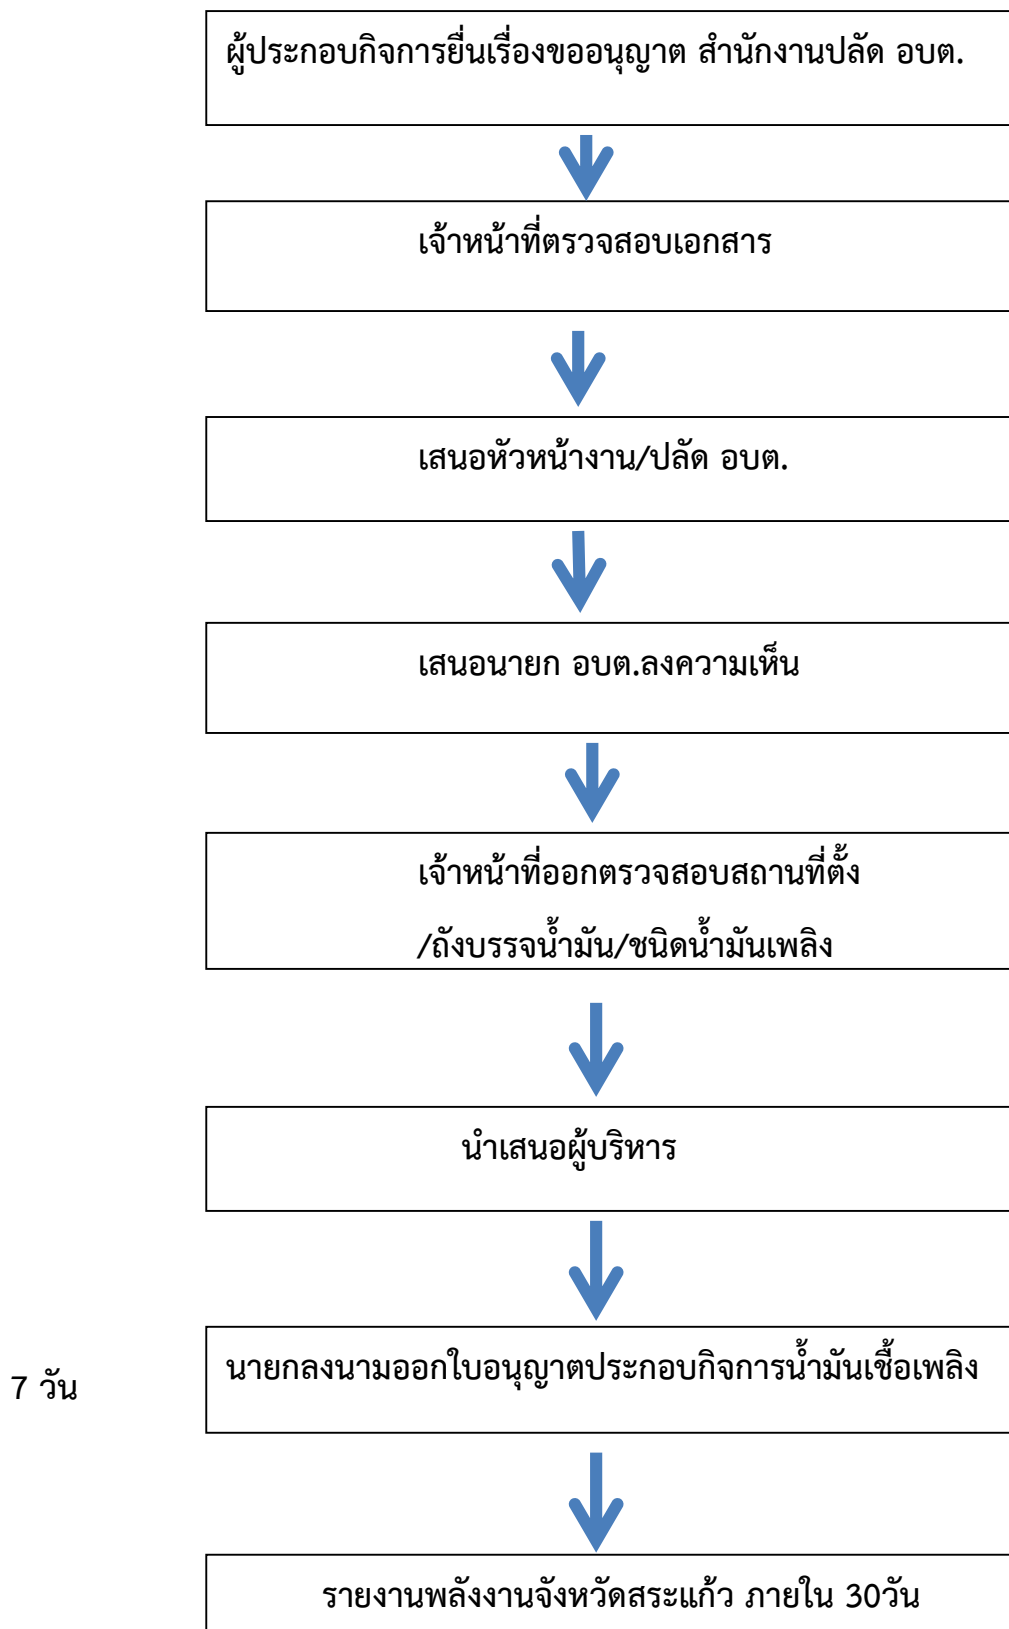 ผู้ประกอบกิจการยื่นเรื่องขออนุญาต สำนักงานปลัด อบต.
เจ้าหน้าที่ตรวจสอบเอกสาร
เสนอหัวหน้างาน/ปลัด อบต.
เสนอนายก อบต.ลงความเห็น
เจ้าหน้าที่ออกตรวจสอบสถานที่ตั้ง
/ถังบรรจน้ำมัน/ชนิดน้ำมันเพลิง
นำเสนอผู้บริหาร
นายกลงนามออกใบอนุญาตประกอบกิจการน้ำมันเชื้อเพลิง
7 วัน
รายงานพลังงานจังหวัดสระแก้ว ภายใน 30วัน